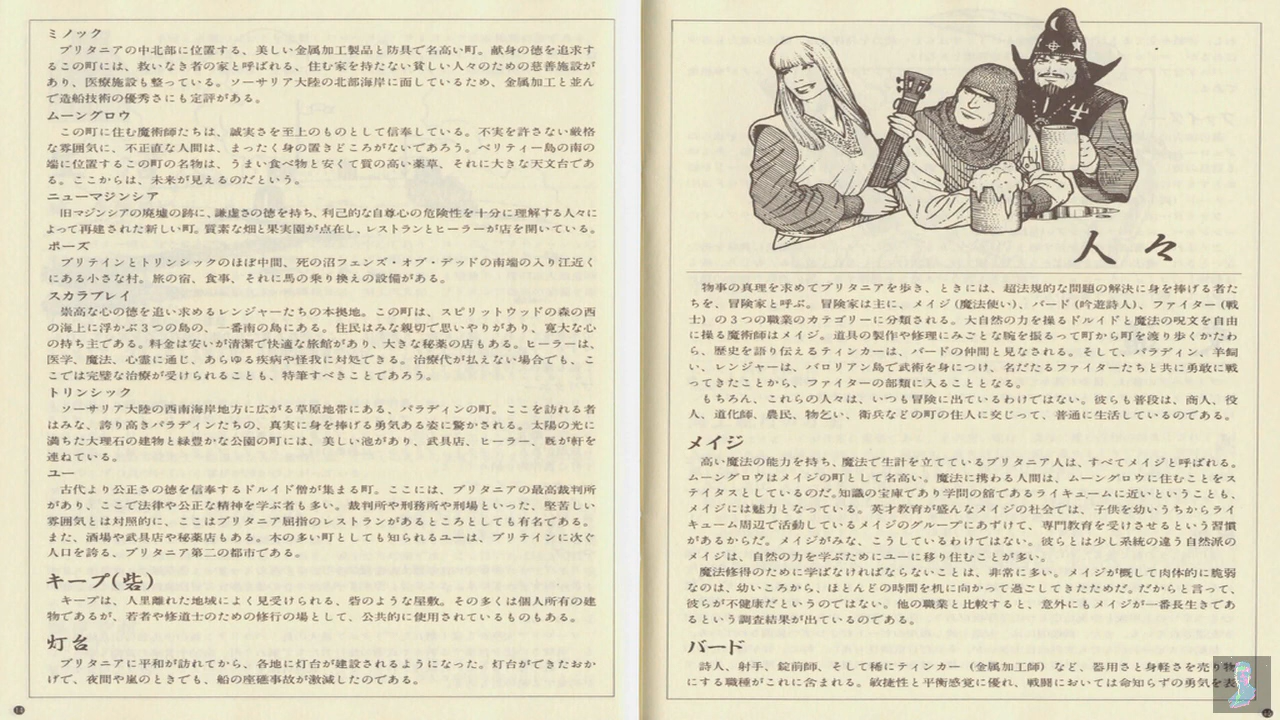 ミノック
ブリタニアの中北部に位置する、美しい金属加工製品と防具で名高い町。献身の徳を追求す
るこの町には、救いなき者の家と呼ばれる、住む家を持たない貧しい人々のための慈善施設が
あり、医療施設も整っている。ソーサリア大陸の北部海岸に面しているため、金属加工と並ん
で造船技術の優秀さにも定評がある。
ムーングロウ
この町に住む魔術師たちは、誠実さを至上のものとして信奉している。不実を許さない厳格
な雰囲気に、不正直な人間は、まったく身の置きどころがないであろう。ベリティー島の南の
端に位置するこの町の名物は、うまい食べ物と安くて質の高い薬草、それに大きな天文台であ
る。ここからは、未来が見えるのだという。
ニューマジンシア
旧マジンシアの廃墟の跡に、謙虚さの徳を持ち、利己的な自尊心の危険性を十分に理解する人々に
よって再建された新しい町。質素な畑と果実園が点在し、レストランとヒーラーが店を開いている。
ポーズ
ブリテインとトリンシックのほぼ中間、死の沼フェンズ・オブ・デッドの南端の入り江近く
にある小さな村。旅の宿、食事、それに馬の乗り換えの設備がある。
スカラブレイ
崇高な心の徳を追い求めるレンジャーたちの本拠地。この町は、スピリットウッドの森の西
の海上に浮かぶ3つの島の、一番南の島にある。住民はみな親切で思いやりがあり、寛大な心
の持ち主である。料金は安いが清潔で快適な旅館があり、大きな秘薬の店もある。ヒーラーは、
医学、魔法、心霊に通じ、あらゆる疾病や怪我に対処できる。治療代が払えない場合でも、こ
こでは完璧な治療が受けられることも、特筆すべきことであろう。
トリンシック
ソーサリア大陸の西南海岸地方に広がる草原地帯にある、パラディンの町。ここを訪れる者
はみな、誇り高きパラディンたちの、真実に身を捧げる勇気ある姿に驚かされる。太陽の光に
満ちた大理石の建物と緑豊かな公園の町には、美しい池があり、武具店、ヒーラー、厩が軒を
連ねている。
ユー
古代より公正さの徳を信奉するドルイド僧が集まる町。ここには、ブリタニアの最高裁判所
があり、ここで法律や公正な精神を学ぶ者も多い。裁判所や刑務所や刑場といった、堅苦しい
雰囲気とは対照的に、ここはブリタニア屈指のレストランがあるところとしても有名である。
また、酒場や武具店や秘薬店もある。木の多い町としても知られるユーは、ブリテインに次ぐ
人口を誇る、ブリタニア第二の都市である。
キープ(砦)
キープは、人里離れた地域によく見受けられる、砦のような屋敷。その多くは個人所有の建
物であるが、若者や修道士のための修行の場として、公共的に使用されているものもある。
灯台
ブリタニアに平和が訪れてから、各地に灯台が建設されるようになった。灯台ができたおか
げで、夜間や嵐のときでも、船の座礁事故が激減したのである。
14
人々
物事の真理を求めてブリタニアを歩き、ときには、超法規的な問題の解決に身を捧げる者た
ちを、冒険家と呼ぶ。冒険家は主に、メイジ(魔法使い)、バード(吟遊詩人)、ファイター(戦
士)の3つの職業のカテゴリーに分類される。大自然の力を操るドルイドと魔法の呪文を自由
に操る魔術師はメイジ。道具の製作や修理にみごとな腕を振るって町から町を渡り歩くかたわ
ら、歴史を語り伝えるティンカーは、バードの仲間と見なされる。そして、パラディン、羊飼
い、レンジャーは、バロリアン島で武術を身につけ、名だたるファイターたちと共に勇敢に戦
ってきたことから、ファイターの部類に入ることとなる。
もちろん、これらの人々は、いつも冒険に出ているわけではない。彼らも普段は、商人、役
人、道化師、農民、物乞い、衛兵などの町の住人に交じって、普通に生活しているのである。
メイジ
高い魔法の能力を持ち、魔法で生計を立てているブリタニア人は、すべてメイジと呼ばれる。
ムーングロウはメイジの町として名高い。魔法に携わる人間は、ムーングロウに住むことをス
テイタスとしているのだ。知識の宝庫であり学問の館であるライキュームに近いということも、
メイジには魅力となっている。英才教育が盛んなメイジの社会では、子供を幼いうちからライ
キューム周辺で活動しているメイジのグループにあずけて、専門教育を受けさせるという習慣
があるからだ。メイジがみな、こうしているわけではない。彼らとは少し系統の違う自然派の
メイジは、自然の力を学ぶためにユーに移り住むことが多い。
魔法修得のために学ばなければならないことは、非常に多い。メイジが概して肉体的に脆弱
なのは、幼いころから、ほとんどの時間を机に向かって過ごしてきたためだ。だからと言って、
彼らが不健康だというのではない。他の職業と比較すると、意外にもメイジが一番長生きであ
るという調査結果が出ているのである。
バード
詩人、射手、錠前師、そして稀にティンカー(金属加工師)など、器用さと身軽さを売り物
にする職種がこれに含まれる。敏捷性と平衡感覚に優れ、戦闘においては命知らずの勇気を表